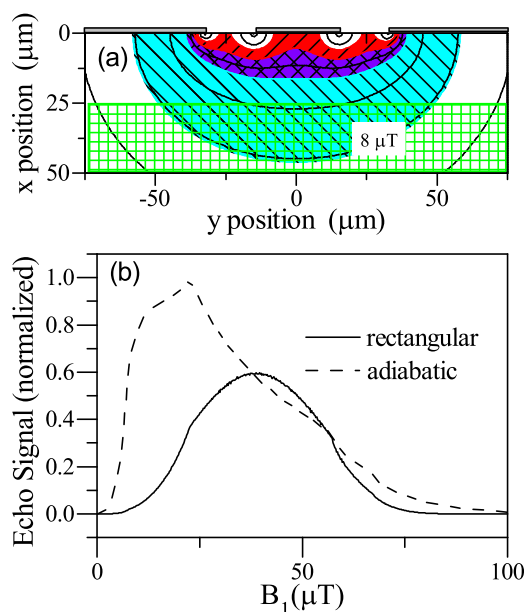 (a)
0
25
50
x position (μm)
8 μT
-50
0
50
y position (μm)
(b)
1.0
0.8
0.6
0.4
0.2
0.0
Echo Signal (normalized)
rectangular
adiabatic
0
50
100
B1(μT)